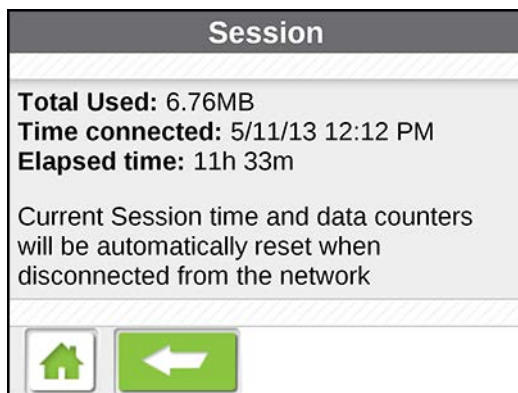 Session
Total Used: 6.76MB
Time connected: 5/11/13 12:12 PM
Elapsed time: 11h 33m
Current Session time and data counters
will be automatically reset when
disconnected from the network